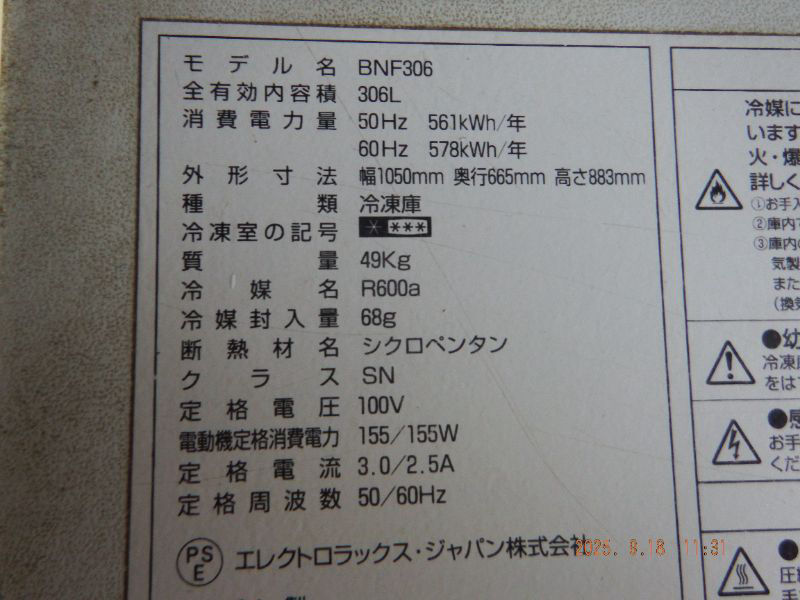 モデル名 BNF306
全有効内容積 306L
消費電力量 50Hz 561kWh/年
60Hz 578kWh/年
外形寸法 幅1050mm 奥行665mm 高さ883mm
種類 冷凍庫
冷凍室の記号 * ***
質量 49Kg
冷媒名 R600a
冷媒封入量 68g
断熱材名 シクロペンタン
クラス SN
定格電圧 100V
電動機定格消費電力 155/155W
定格電流 3.0/2.5A
定格周波数 50/60Hz
PS
E
エレクトロラックス・ジャパン株式会社
冷媒に
います
火・爆
詳しく
①お手入
②庫内で
③庫内の
気製
また
(換気
●幼
冷凍庫
をはず
●感
お手
くだ
圧縮
2025. 9.18 11:31